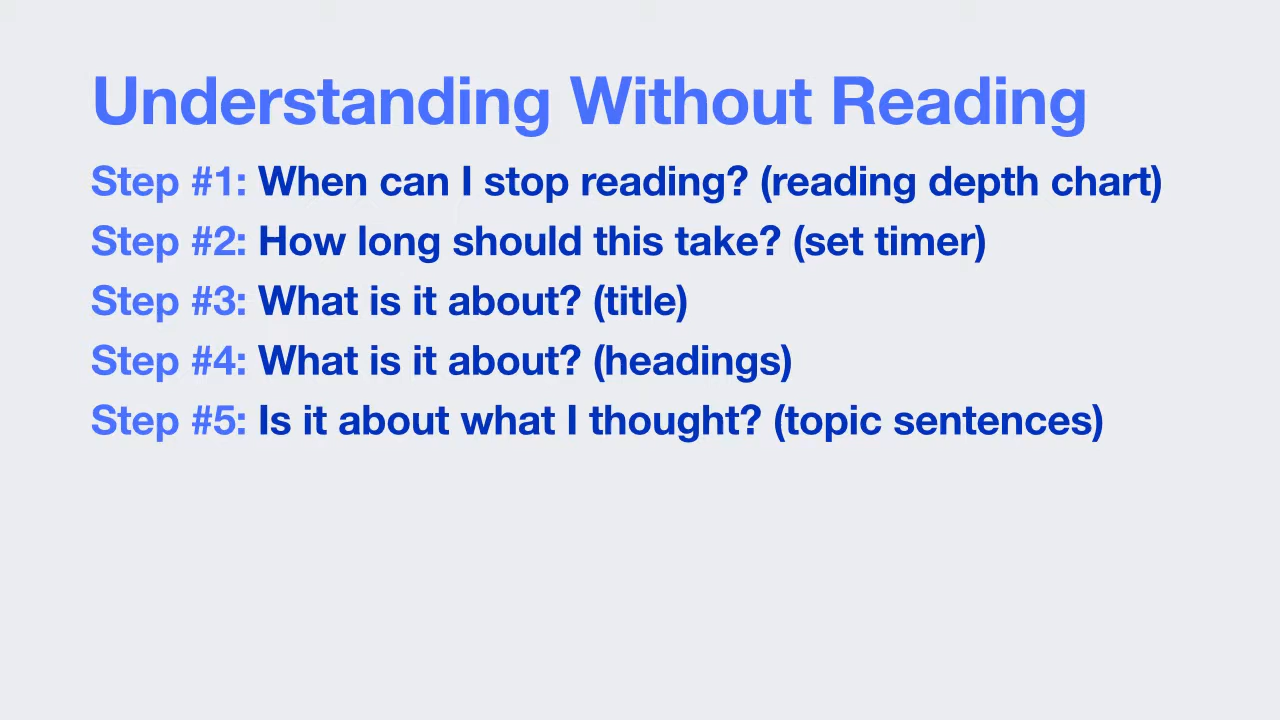 Understanding Without Reading
Step #1: When can I stop reading? (reading depth chart)
Step #2: How long should this take? (set timer)
Step #3: What is it about? (title)
Step #4: What is it about? (headings)
Step #5: Is it about what I thought? (topic sentences)